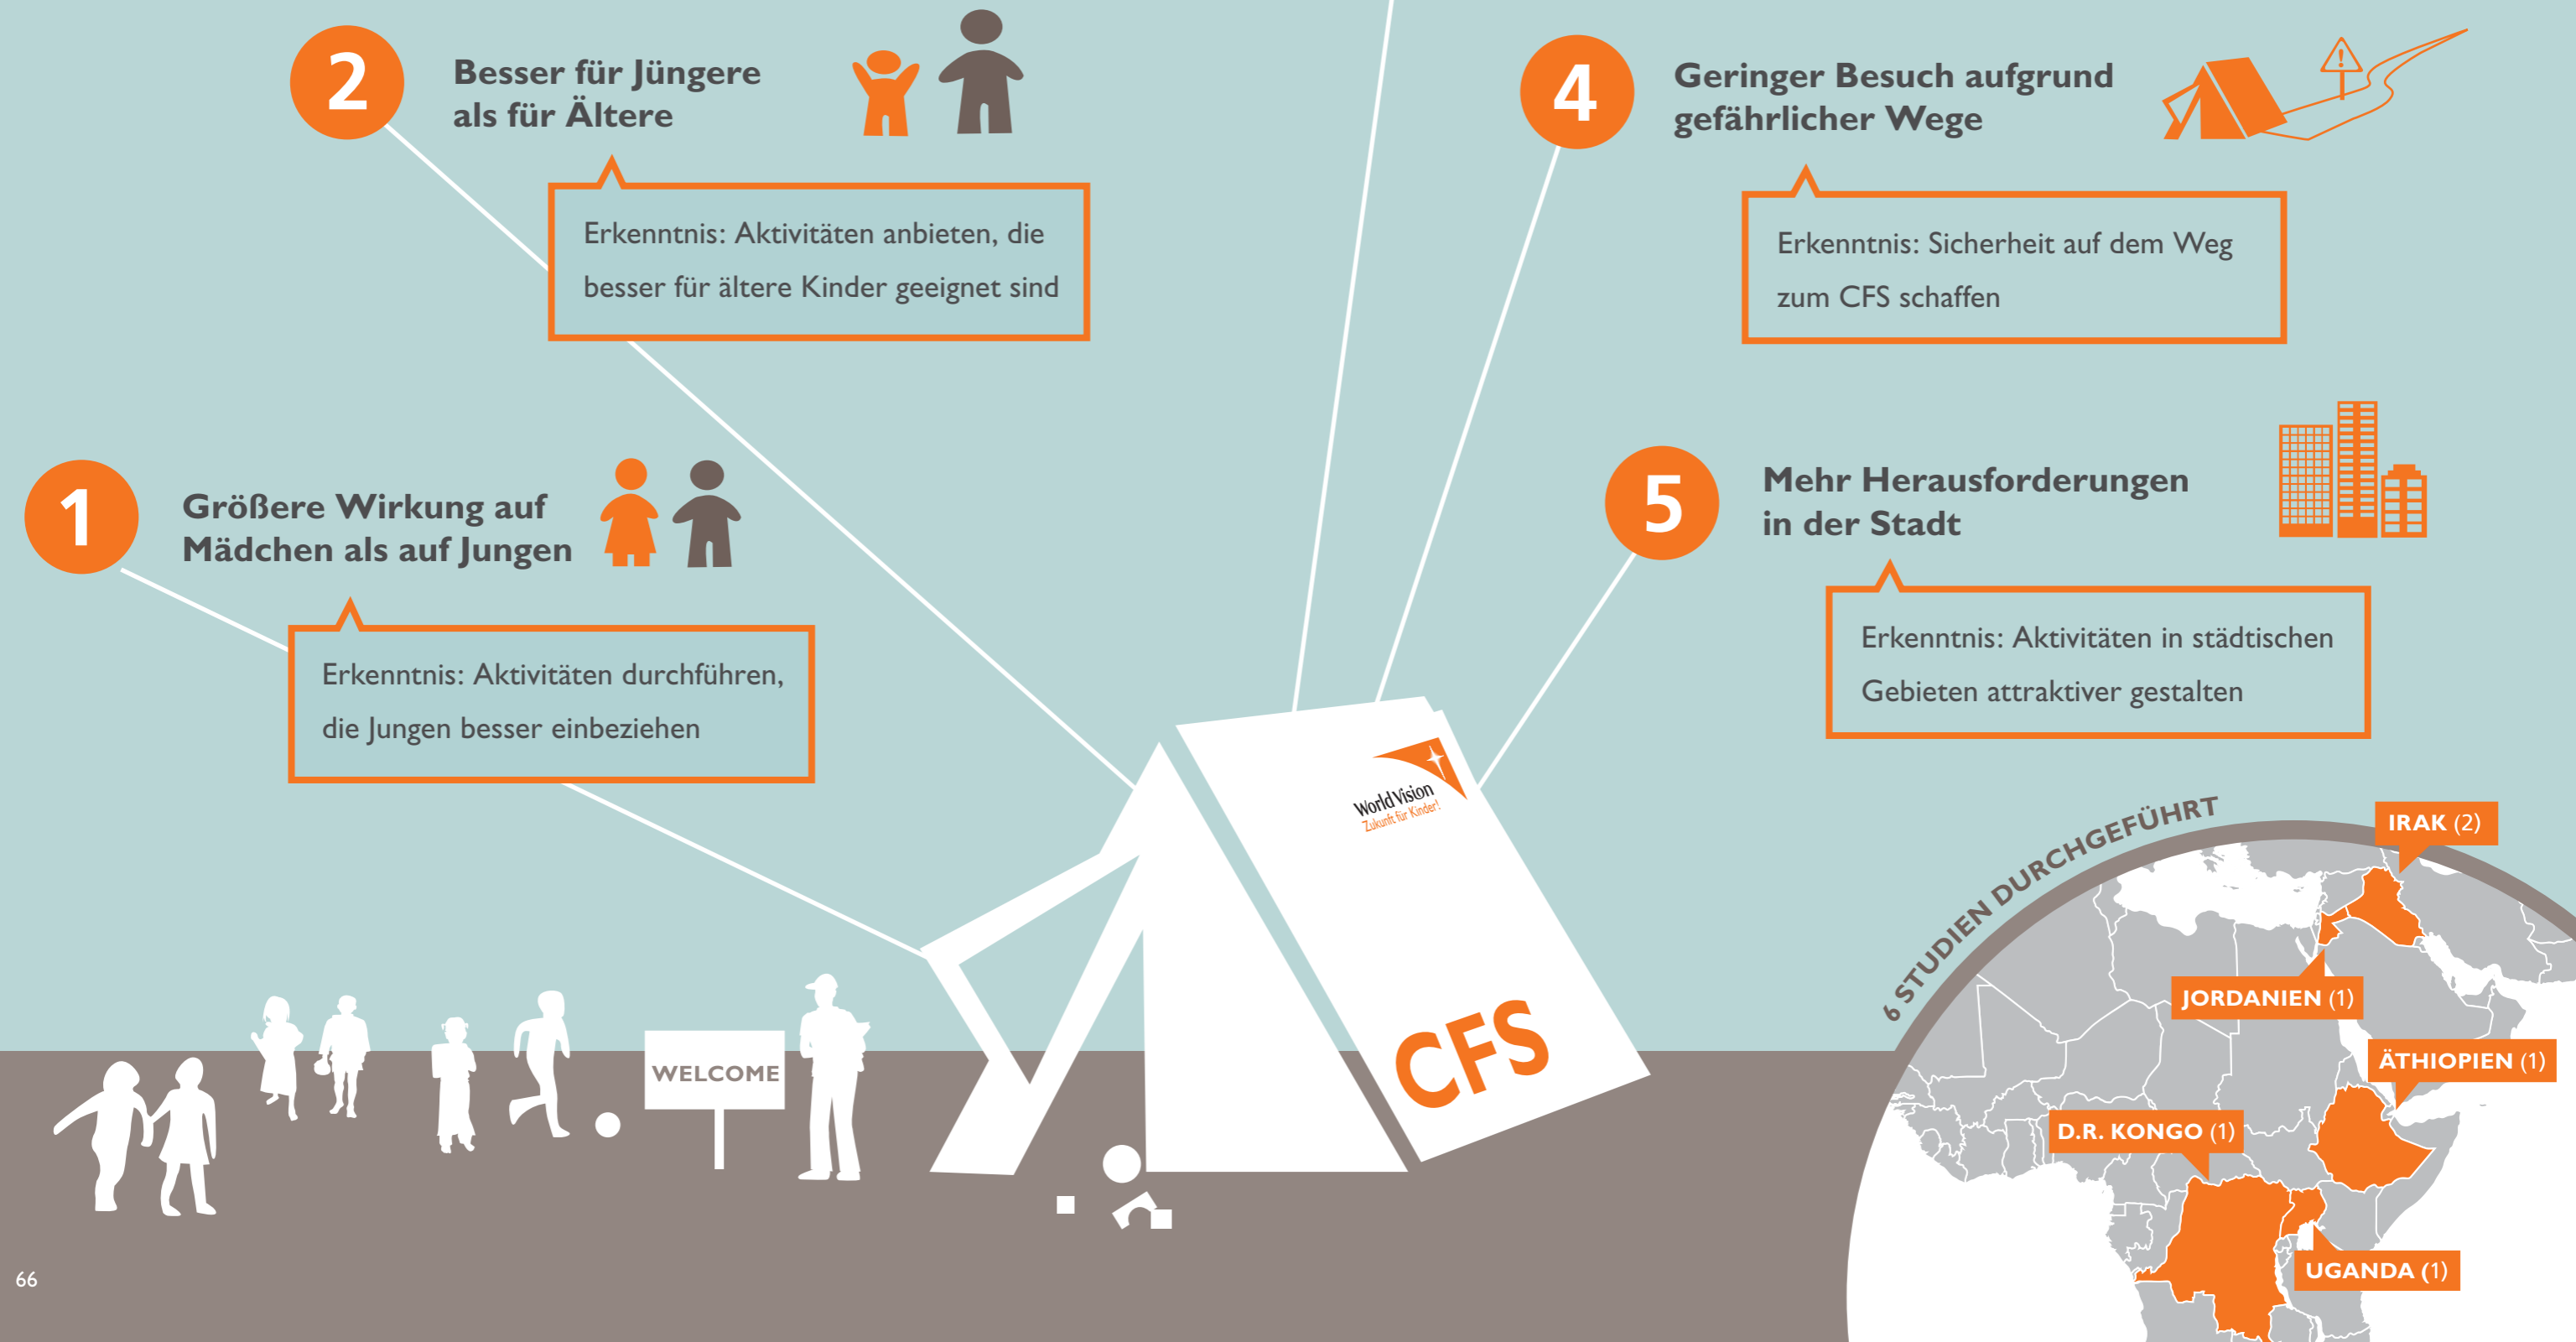 2
Besser für Jüngere
als für Ältere
Erkenntnis: Aktivitäten anbieten, die
besser für ältere Kinder geeignet sind
4
Geringer Besuch aufgrund
gefährlicher Wege
Erkenntnis: Sicherheit auf dem Weg
zum CFS schaffen
1
Größere Wirkung auf
Mädchen als auf Jungen
Erkenntnis: Aktivitäten durchführen,
die Jungen besser einbeziehen
5
Mehr Herausforderungen
in der Stadt
Erkenntnis: Aktivitäten in städtischen
Gebieten attraktiver gestalten
World Vision
Zukunft für Kinder!
CFS
WELCOME
6 STUDIEN DURCHGEFÜHRT
IRAK (2)
JORDANIEN (1)
ÄTHIOPIEN (1)
D.R. KONGO (1)
UGANDA (1)
66